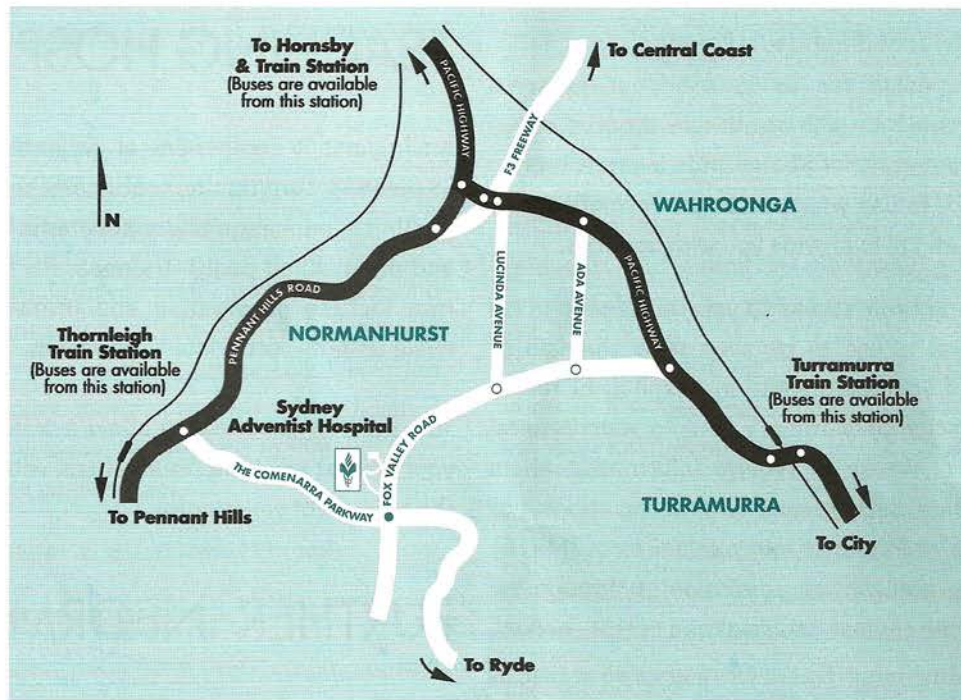 To Hornsby
& Train Station
(Buses are available
from this station)
To Central Coast
PACIFIC HIGHWAY
F3 FREEWAY
N
WAHROONGA
PENNANT HILLS ROAD
LUCINDA AVENUE
ADA AVENUE
PACIFIC HIGHWAY
NORMANHURST
Thornleigh
Train Station
(Buses are available
from this station)
Turramurra
Train Station
(Buses are available
from this station)
Sydney
Adventist Hospital
FOX VALLEY ROAD
THE COMENARRA PARKWAY
TURRAMURRA
To Pennant Hills
To City
To Ryde